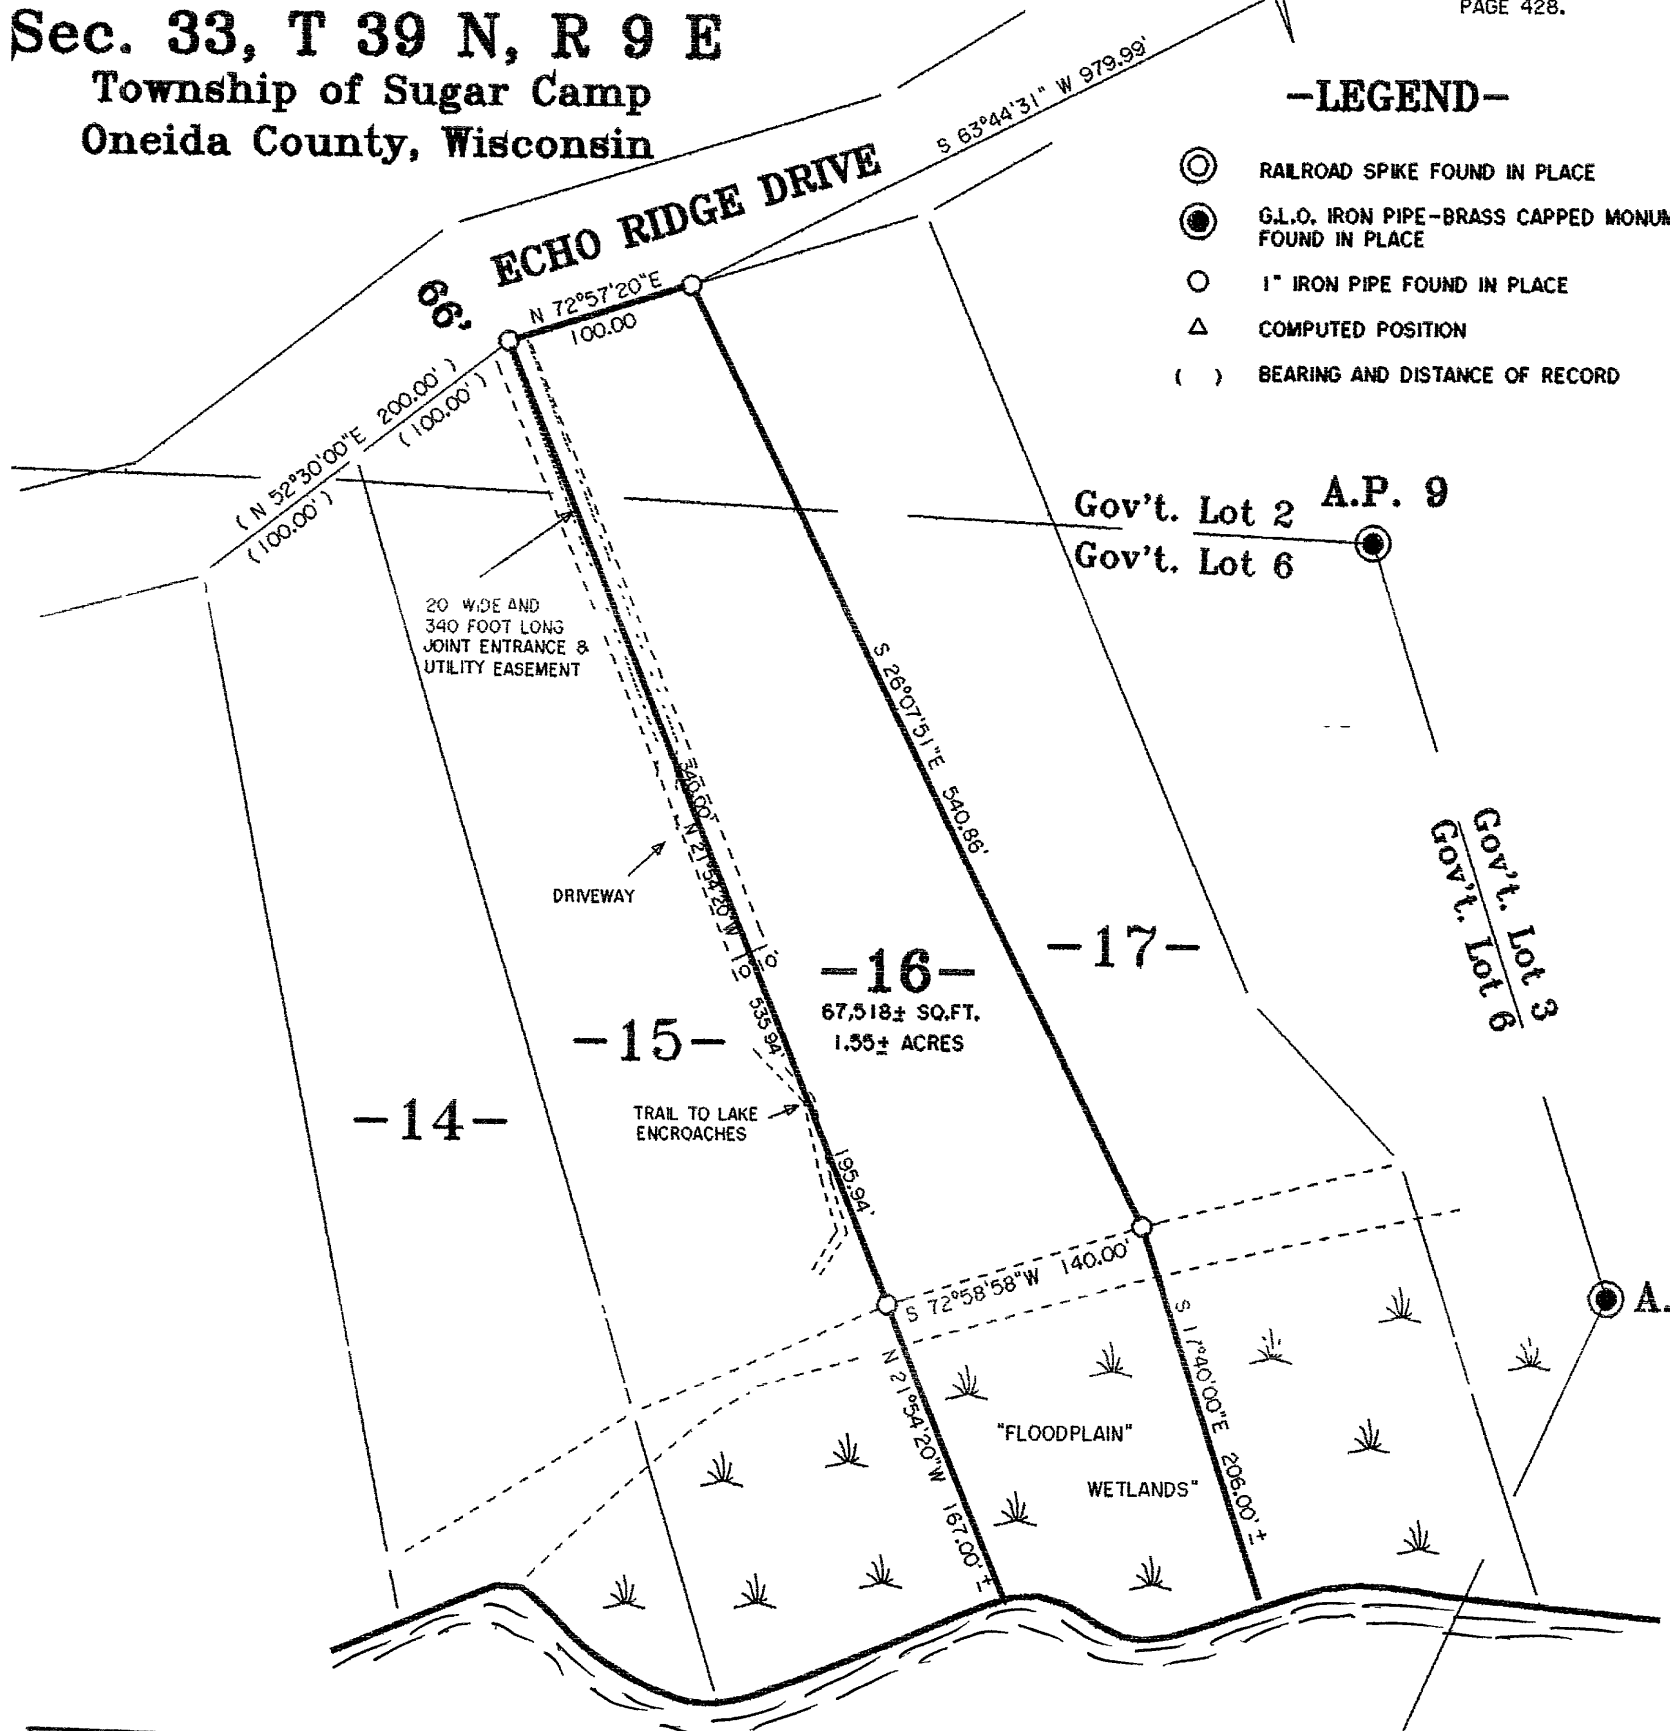 PAGE 428.
Sec. 33, T 39 N, R 9 E
Township of Sugar Camp
Oneida County, Wisconsin
-LEGEND-
RAILROAD SPIKE FOUND IN PLACE
G.L.O. IRON PIPE-BRASS CAPPED MONUM
FOUND IN PLACE
1" IRON PIPE FOUND IN PLACE
COMPUTED POSITION
( ) BEARING AND DISTANCE OF RECORD
S 63°44'31" W 979.99'
ECHO RIDGE DRIVE
66'
N 72°57'20"E
100.00
( N 52°30'00"E 200.00' )
(100.00')
(100.00')
Gov't. Lot 2
Gov't. Lot 6
A.P. 9
20 WIDE AND
340 FOOT LONG
JOINT ENTRANCE &
UTILITY EASEMENT
S 26°07'51"E 540.86'
340.00'
N 21°54'20"W
10'
10'
535.94'
DRIVEWAY
-16-
67,518± SQ.FT.
1.55± ACRES
-17-
-15-
-14-
Gov't. Lot 3
Gov't. Lot 6
TRAIL TO LAKE
ENCROACHES
195.94'
S 72°58'58"W 140.00'
A.
N 21°54'20"W 167.00'±
S 17°40'00"E 206.00'±
"FLOODPLAIN"
WETLANDS"